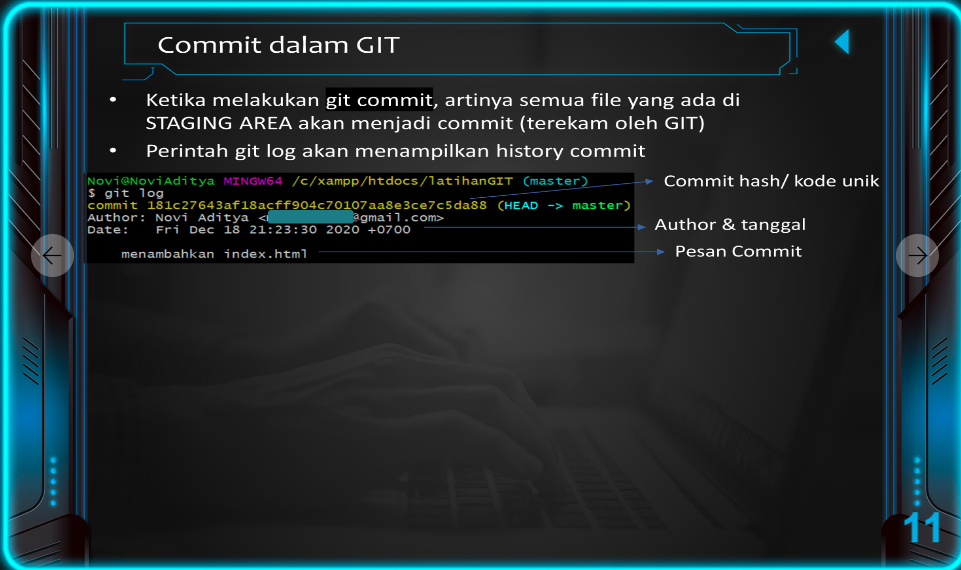 Commit dalam GIT
• Ketika melakukan git commit, artinya semua file yang ada di
STAGING AREA akan menjadi commit (terekam oleh GIT)
• Perintah git log akan menampilkan history commit
Novi@NoviAditya MINGW64 /c/xampp/htdocs/latihanGIT (master)
$ git log
commit 181c27643af18acff904c70107aa8e3ce7c5da88 (HEAD -> master)
Author: Novi Aditya <@gmail.com>
Date: Fri Dec 18 21:23:30 2020 +0700
menambahkan index.html
Commit hash/ kode unik
Author & tanggal
Pesan Commit
11